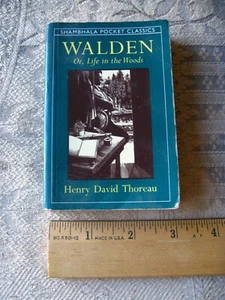 SHAMBHALA POCKET CLASSICS
WALDEN
Or, Life in the Woods
Henry David Thoreau
1 2 3 4
MADE IN U.S.A.